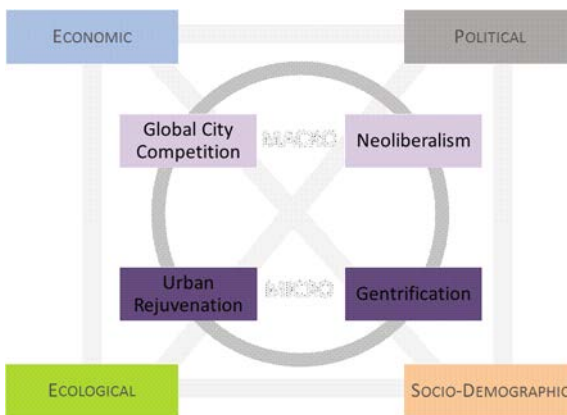 ECONOMIC
POLITICAL
Global City
Competition
MACRO
Neoliberalism
Urban
Rejuvenation
MICRO
Gentrification
ECOLOGICAL
SOCIO-DEMOGRAPHIC